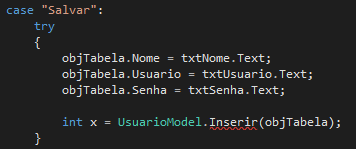 case "Salvar":
try
{
objTabela.Nome = txtNome.Text;
objTabela.Usuario = txtUsuario.Text;
objTabela.Senha = txtSenha.Text;
int x = UsuarioModel.Inserir(objTabela);
}